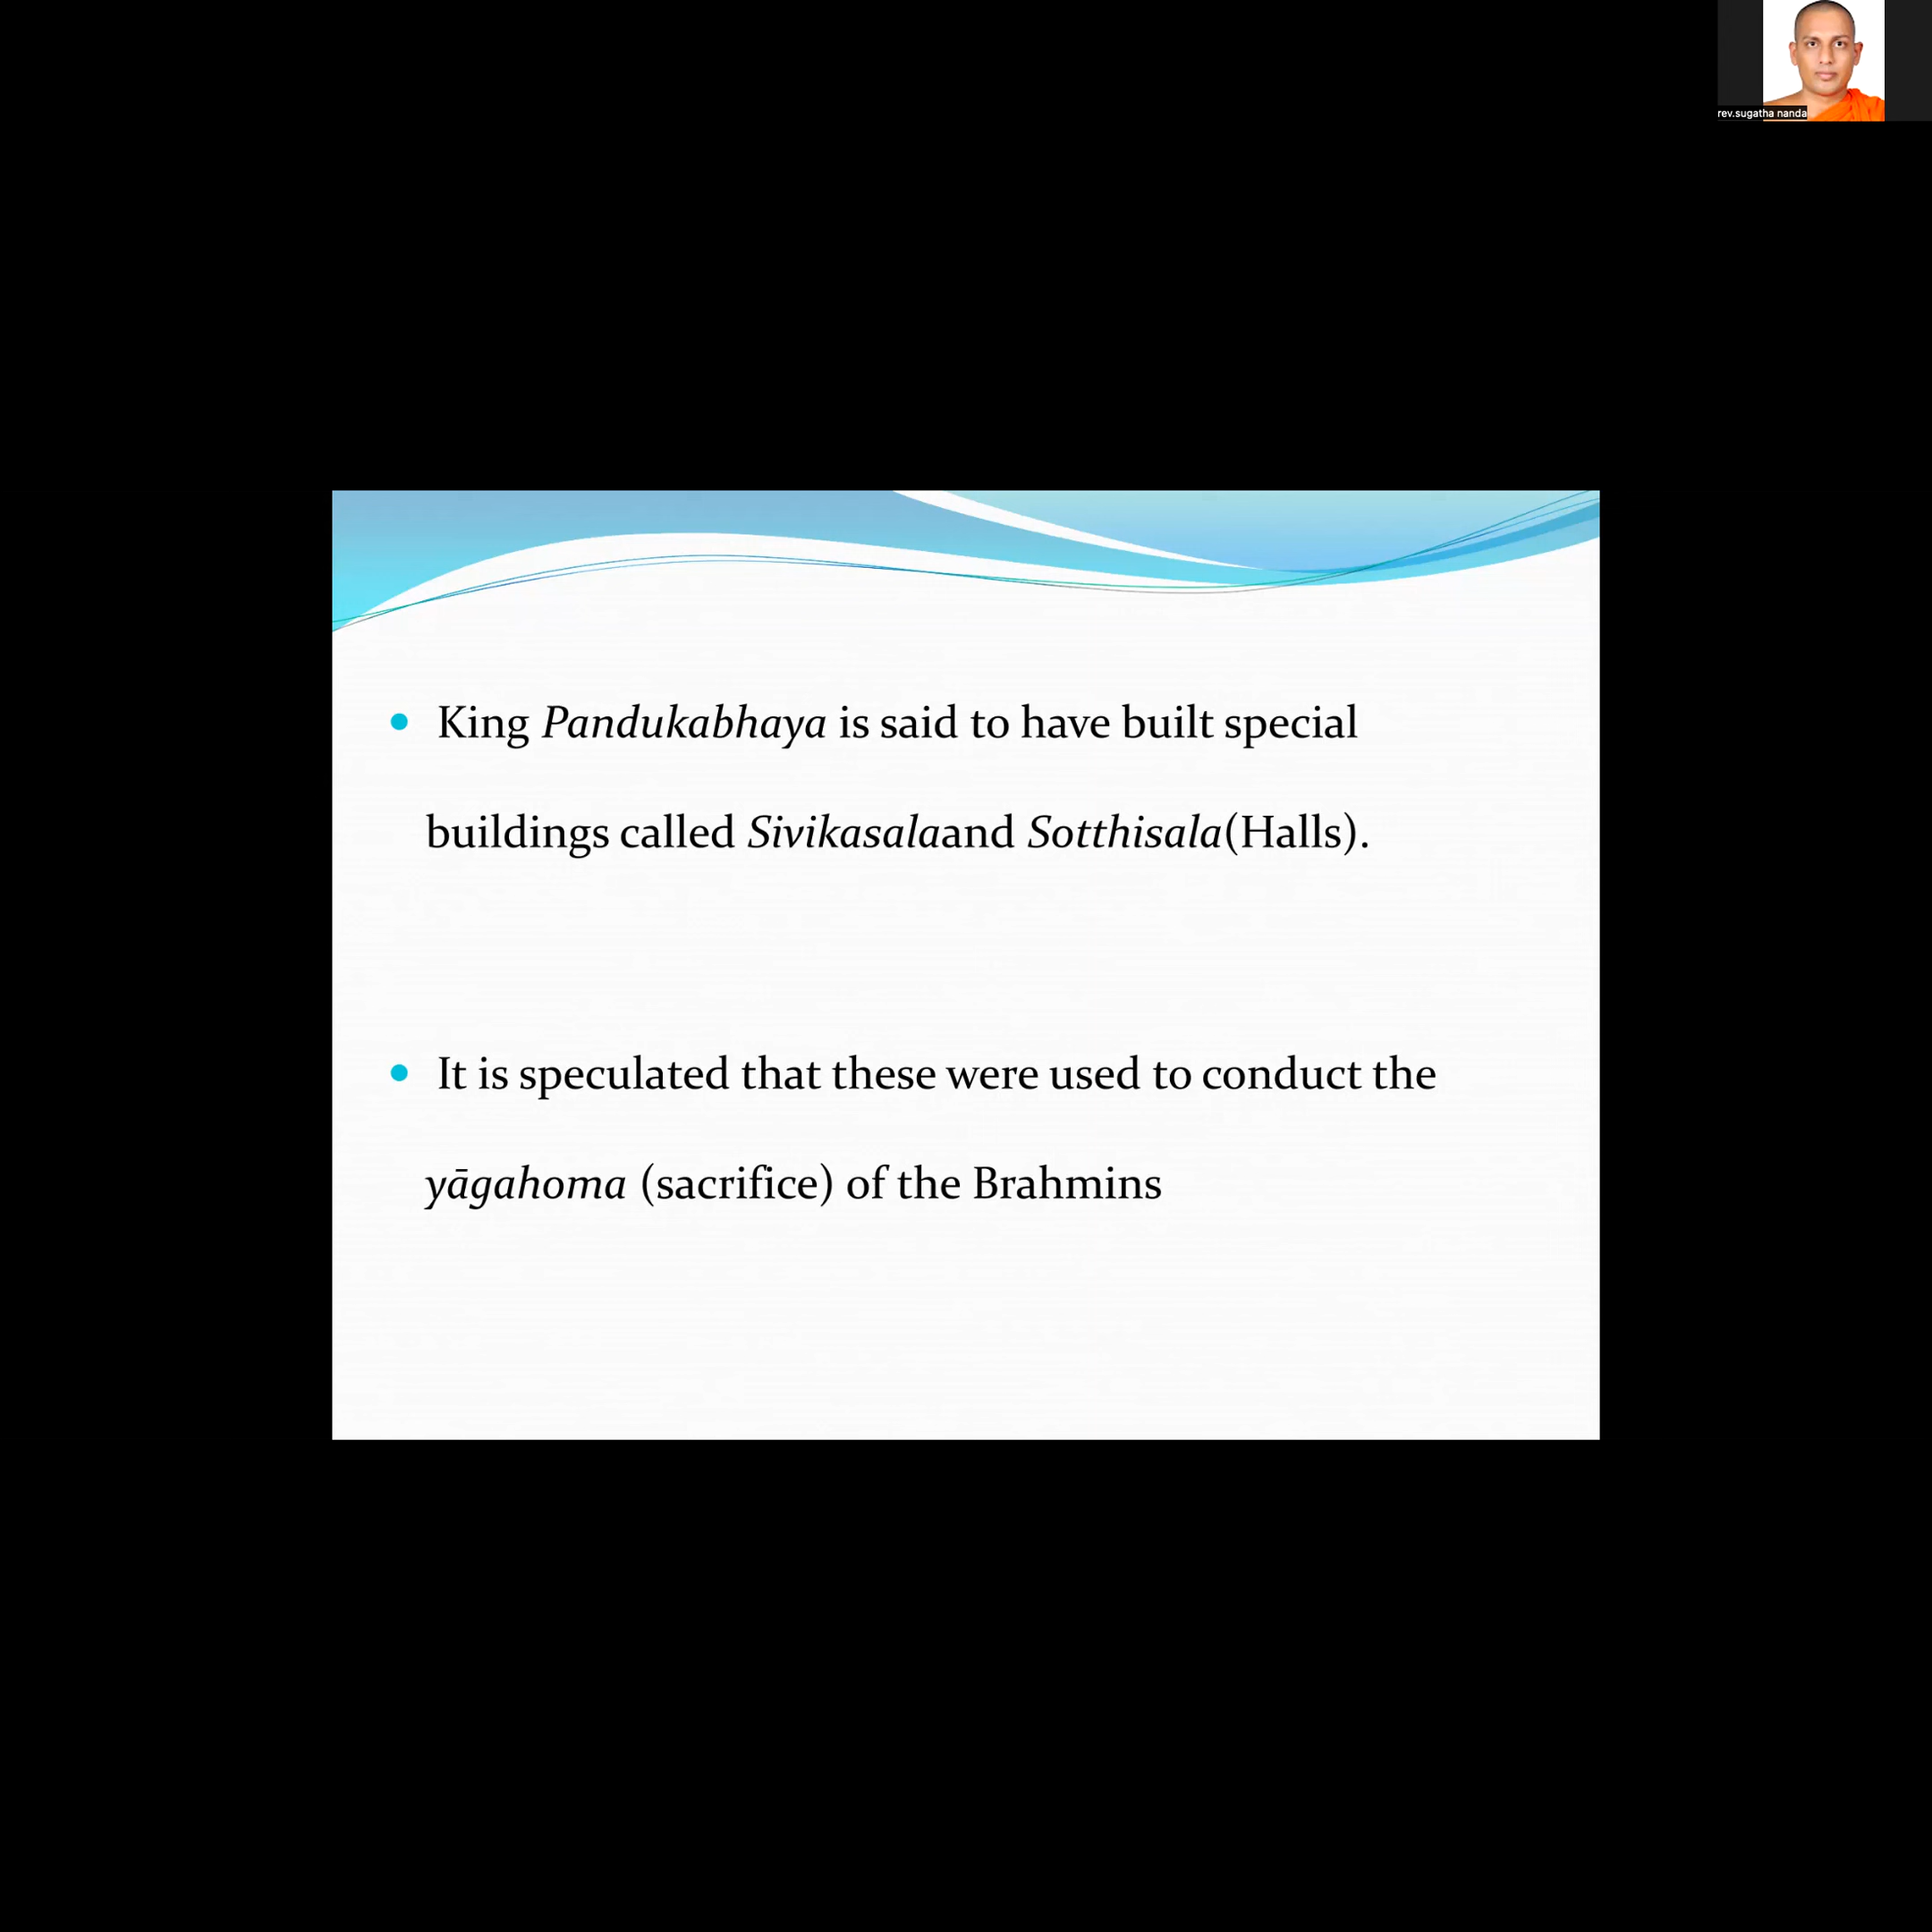 rev.sugatha nanda
• King Pandukabhaya is said to have built special
buildings called Sivikasalaand Sotthisala(Halls).
• It is speculated that these were used to conduct the
yāgahoma (sacrifice) of the Brahmins